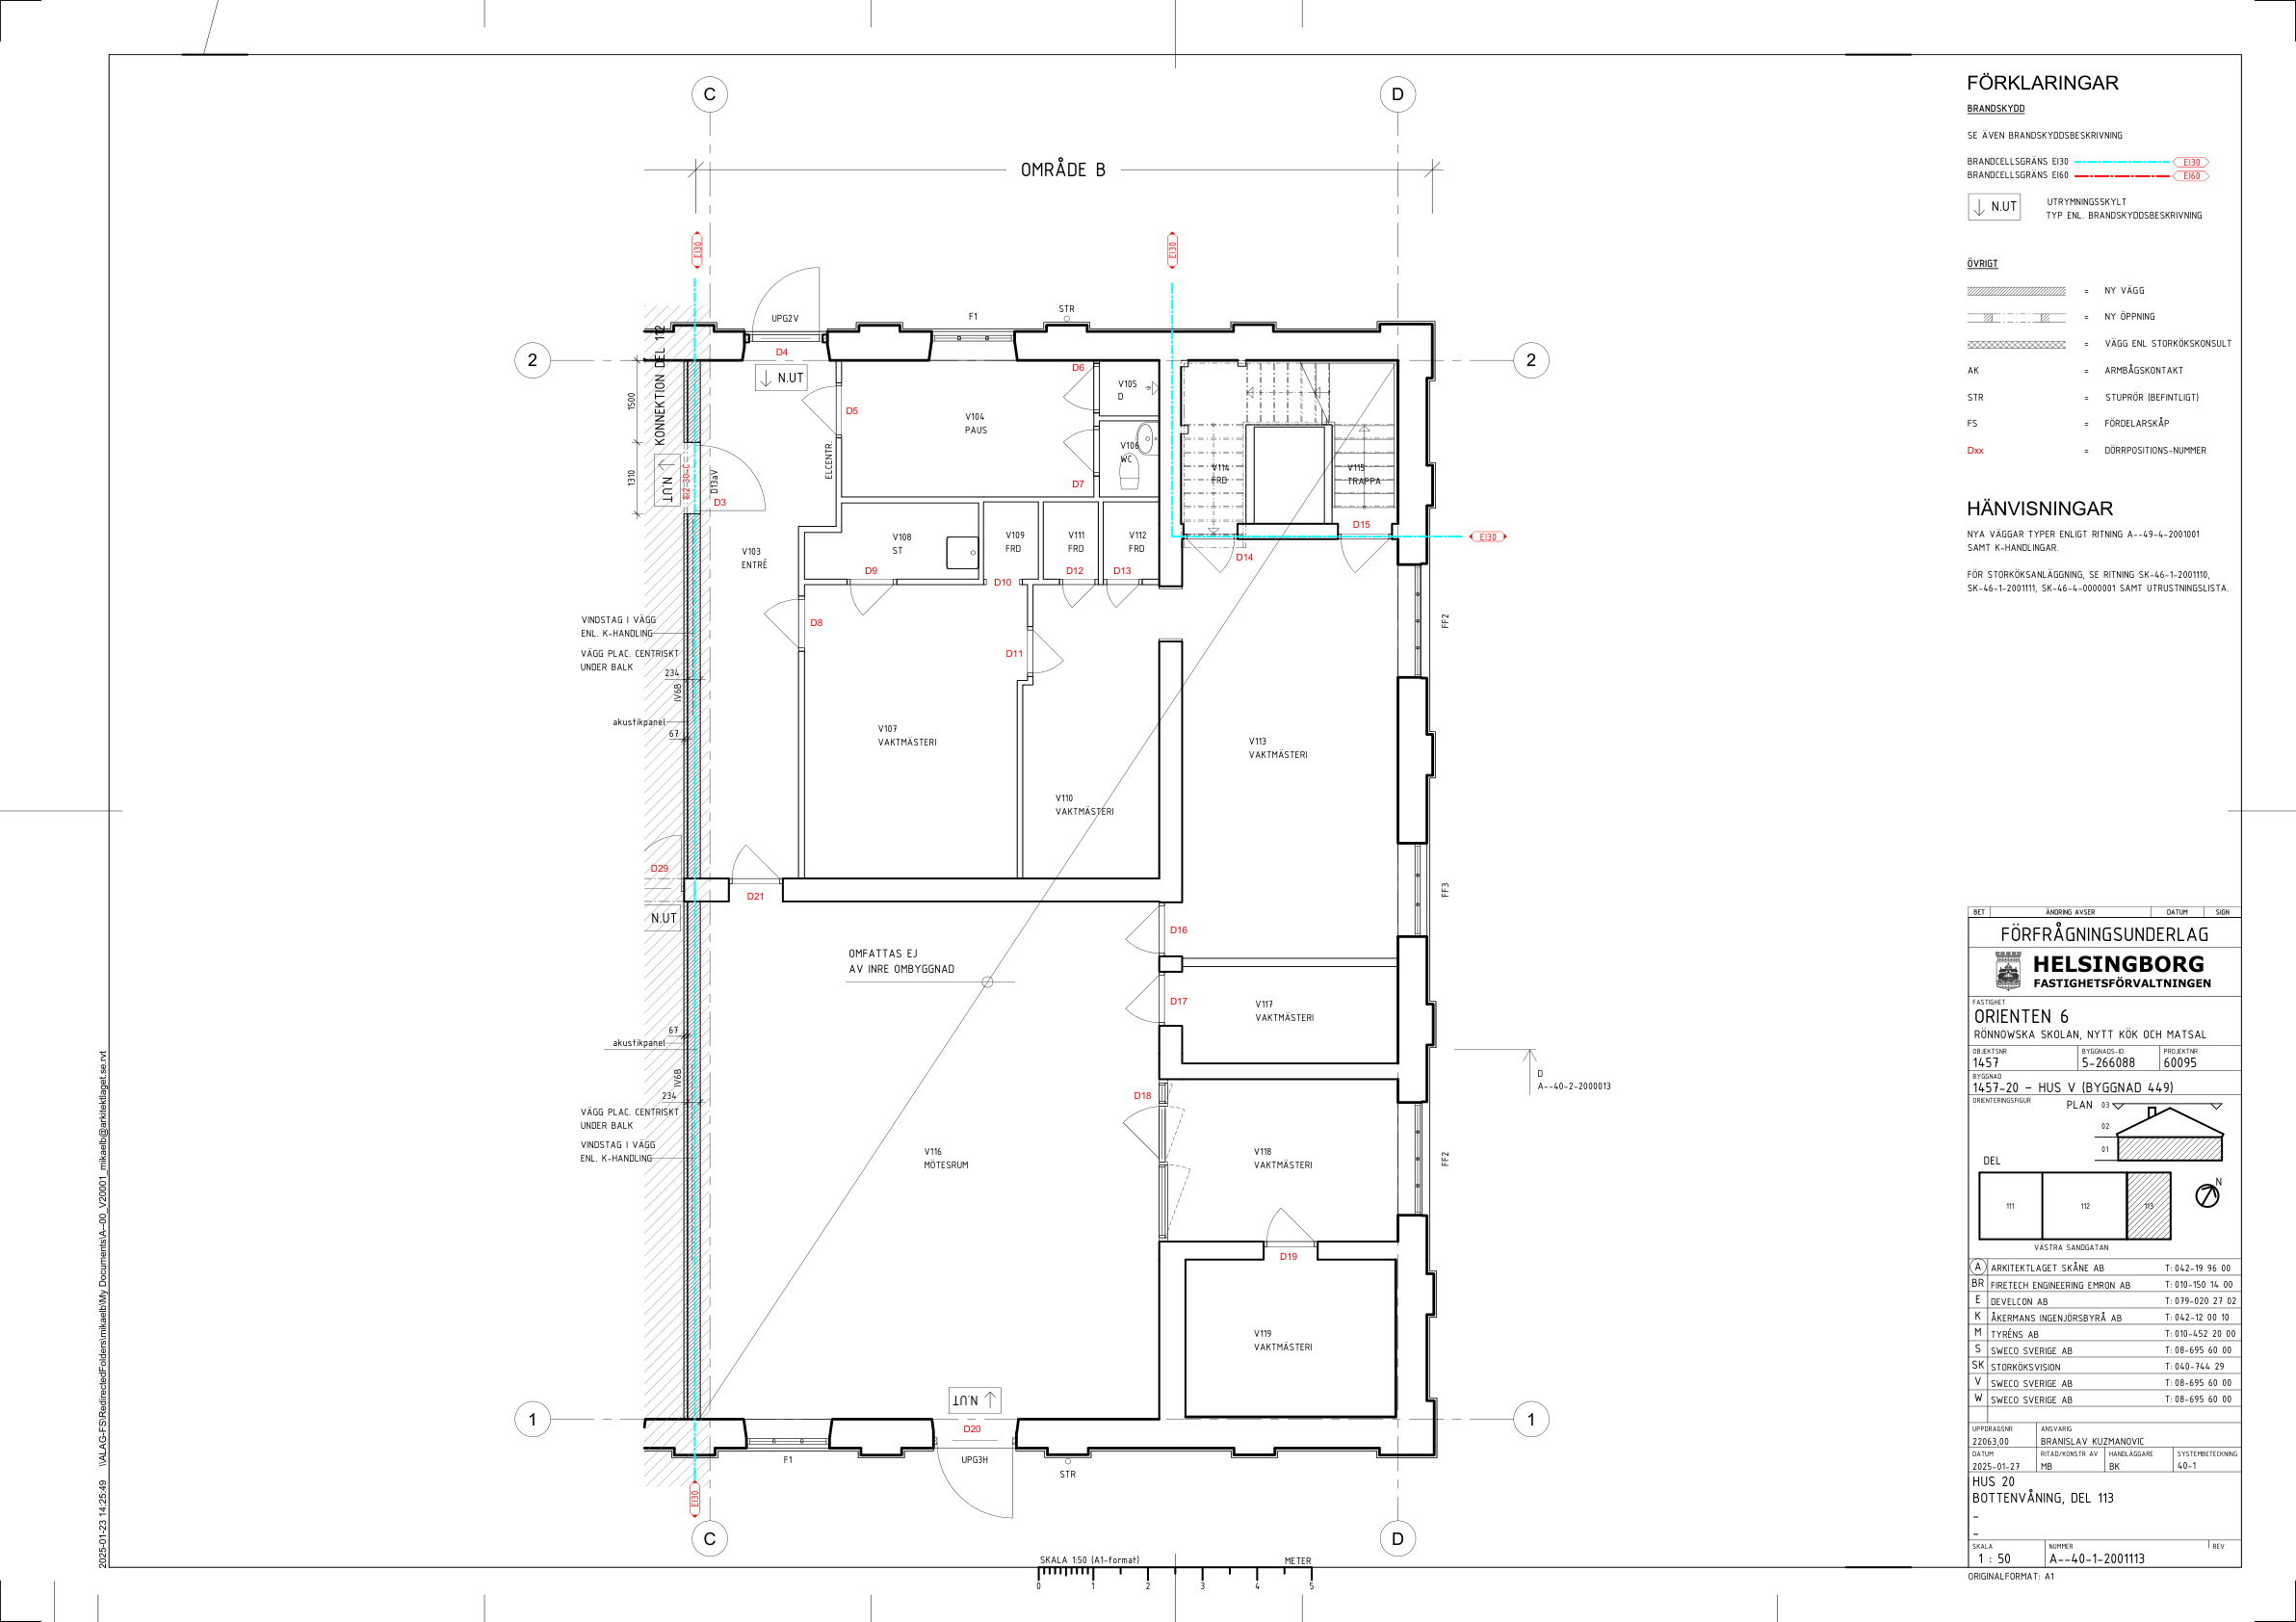 C
D
OMRÅDE B
EI30
EI30
UPG2V
F1
STR
2
2
D4
↓ N.UT
D6
V105
D
D5
V104
PAUS
V106
WC
D7
ELCENTR.
KONNEKTION DEL 112
1500
1310
N.UT
EI2-30-C
D13aV
D3
V114
FRD
V115
TRAPPA
D15
D14
EI30
V103
ENTRÉ
V108
ST
V109
FRD
V111
FRD
V112
FRD
D9
D10
D12
D13
D8
D11
FF2
VINDSTAG I VÄGG
ENL. K-HANDLING
VÄGG PLAC. CENTRISKT
UNDER BALK
234
IV6B
akustikpanel
67
V107
VAKTMÄSTERI
V113
VAKTMÄSTERI
V110
VAKTMÄSTERI
D29
D21
N.UT
FF3
D16
OMFATTAS EJ
AV INRE OMBYGGNAD
D17
V117
VAKTMÄSTERI
67
akustikpanel
IV6B
234
D
A--40-2-2000013
VÄGG PLAC. CENTRISKT
UNDER BALK
VINDSTAG I VÄGG
ENL. K-HANDLING
D18
V116
MÖTESRUM
V118
VAKTMÄSTERI
FF2
D19
V119
VAKTMÄSTERI
N.UT
1
1
D20
F1
UPG3H
STR
EI30
C
D
SKALA 1:50 (A1-format)
METER
0 1 2 3 4 5
2025-01-23 14:25:49 \\ALAG-FS\RedirectedFolders\mikaelb\My Documents\A--00_V20001_mikaelb@arkitektlaget.se.rvt
FÖRKLARINGAR
BRANDSKYDD
SE ÄVEN BRANDSKYDDSBESKRIVNING
BRANDCELLSGRÄNS EI30 EI30
BRANDCELLSGRÄNS EI60 EI60
↓ N.UT
UTRYMNINGSSKYLT
TYP ENL. BRANDSKYDDSBESKRIVNING
ÖVRIGT
= NY VÄGG
= NY ÖPPNING
= VÄGG ENL STORKÖKSKONSULT
AK = ARMBÅGSKONTAKT
STR = STUPRÖR (BEFINTLIGT)
FS = FÖRDELARSKÅP
Dxx = DÖRRPOSITIONS-NUMMER
HÄNVISNINGAR
NYA VÄGGAR TYPER ENLIGT RITNING A--49-4-2001001
SAMT K-HANDLINGAR.
FÖR STORKÖKSANLÄGGNING, SE RITNING SK-46-1-2001110,
SK-46-1-2001111, SK-46-4-0000001 SAMT UTRUSTNINGSLISTA.
BET ÄNDRING AVSER DATUM SIGN
FÖRFRÅGNINGSUNDERLAG
HELSINGBORG
FASTIGHETSFÖRVALTNINGEN
FASTIGHET
ORIENTEN 6
RÖNNOWSKA SKOLAN, NYTT KÖK OCH MATSAL
OBJEKTSNR BYGGNADS-ID PROJEKTNR
1457 5-266088 60095
BYGGNAD
1457-20 - HUS V (BYGGNAD 449)
ORIENTERINGSFIGUR
PLAN 03
02
01
DEL
111 112 113
N
VÄSTRA SANDGATAN
A ARKITEKTLAGET SKÅNE AB T: 042-19 96 00
BR FIRETECH ENGINEERING EMRON AB T: 010-150 14 00
E DEVELCON AB T: 079-020 27 02
K ÅKERMANS INGENJÖRSBYRÅ AB T: 042-12 00 10
M TYRÉNS AB T: 010-452 20 00
S SWECO SVERIGE AB T: 08-695 60 00
SK STORKÖKSVISION T: 040-744 29
V SWECO SVERIGE AB T: 08-695 60 00
W SWECO SVERIGE AB T: 08-695 60 00
UPPDRAGSNR ANSVARIG
22063,00 BRANISLAV KUZMANOVIC
DATUM RITAD/KONSTR AV HANDLÄGGARE SYSTEMBETECKNING
2025-01-27 MB BK 40-1
HUS 20
BOTTENVÅNING, DEL 113
-
-
SKALA NUMMER REV
1 : 50 A--40-1-2001113
ORIGINALFORMAT: A1